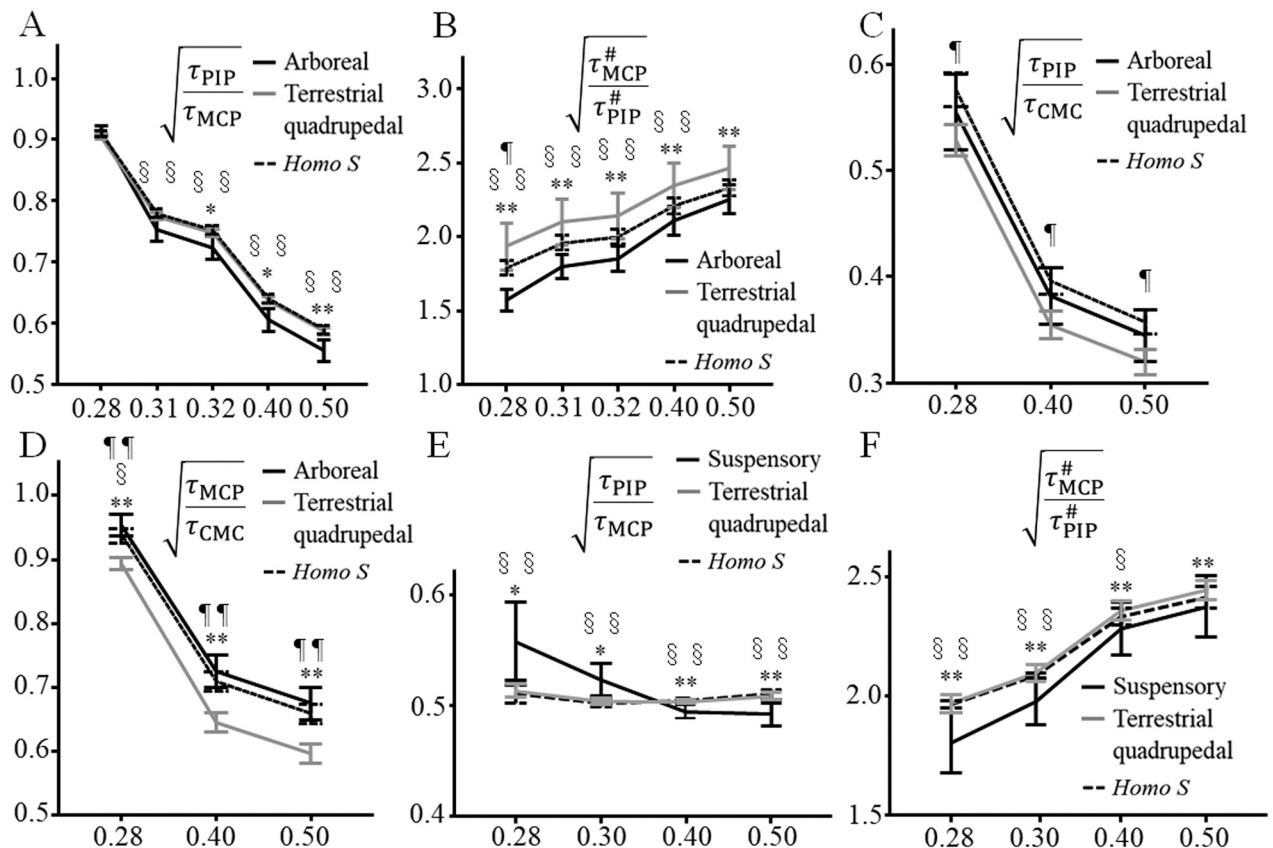 A
√(τPIP / τMCP)
Arboreal
Terrestrial
quadrupedal
Homo S
1.0
0.9
0.8
0.7
0.6
0.5
§ §
§ §
*
§ §
*
§ §
**
0.28 0.31 0.32 0.40 0.50
B
√(τ#MCP / τ#PIP)
3.0
2.5
2.0
1.5
1.0
¶
§ §
**
§ §
**
§ §
**
§ §
**
**
Arboreal
Terrestrial
quadrupedal
Homo S
0.28 0.31 0.32 0.40 0.50
C
√(τPIP / τCMC)
Arboreal
Terrestrial
quadrupedal
Homo S
0.6
0.5
0.4
0.3
¶
¶
¶
0.28 0.40 0.50
D
√(τMCP / τCMC)
Arboreal
Terrestrial
quadrupedal
Homo S
1.0
0.9
0.8
0.7
0.6
0.5
¶¶
§
**
¶¶
**
¶¶
**
0.28 0.40 0.50
E
√(τPIP / τMCP)
Suspensory
Terrestrial
quadrupedal
Homo S
0.6
0.5
0.4
§ §
*
§ §
*
§ §
**
§ §
**
0.28 0.30 0.40 0.50
F
√(τ#MCP / τ#PIP)
2.5
2.0
1.5
§ §
**
§ §
**
§
**
**
Suspensory
Terrestrial
quadrupedal
Homo S
0.28 0.30 0.40 0.50